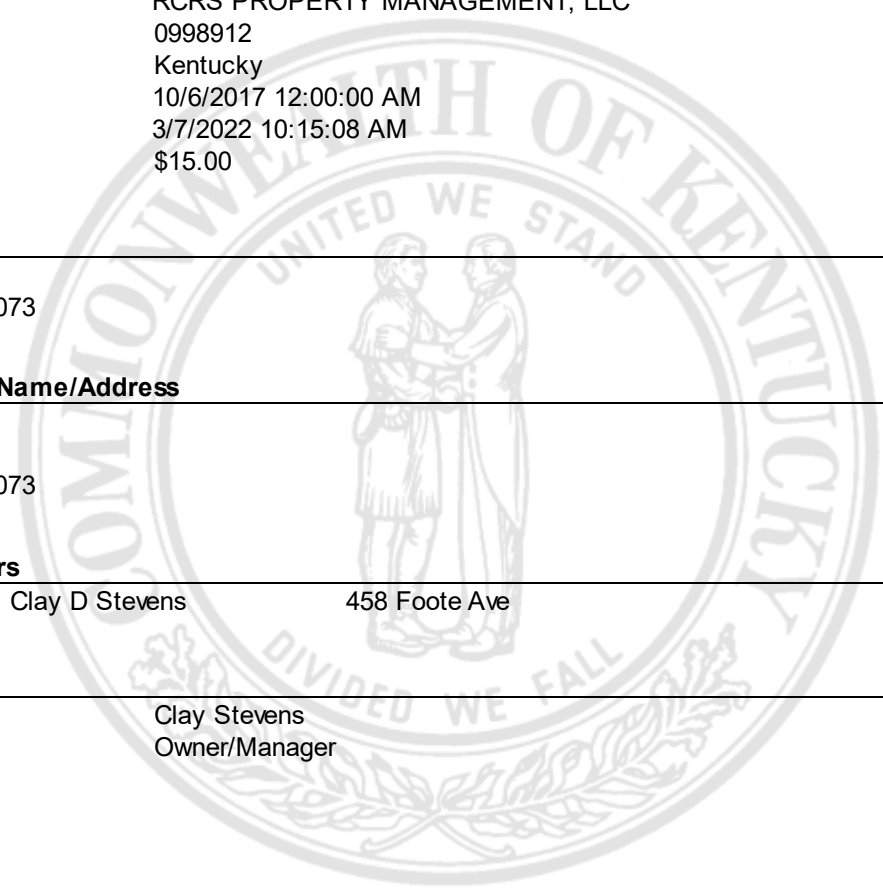 RCRS PROPERTY MANAGEMENT, LLC
0998912
Kentucky
10/6/2017 12:00:00 AM
3/7/2022 10:15:08 AM
$15.00
COMMONWEALTH OF KENTUCKY
UNITED WE STAND
073
Name/Address
073
rs
Clay D Stevens 458 Foote Ave
DIVIDED WE FALL
Clay Stevens
Owner/Manager